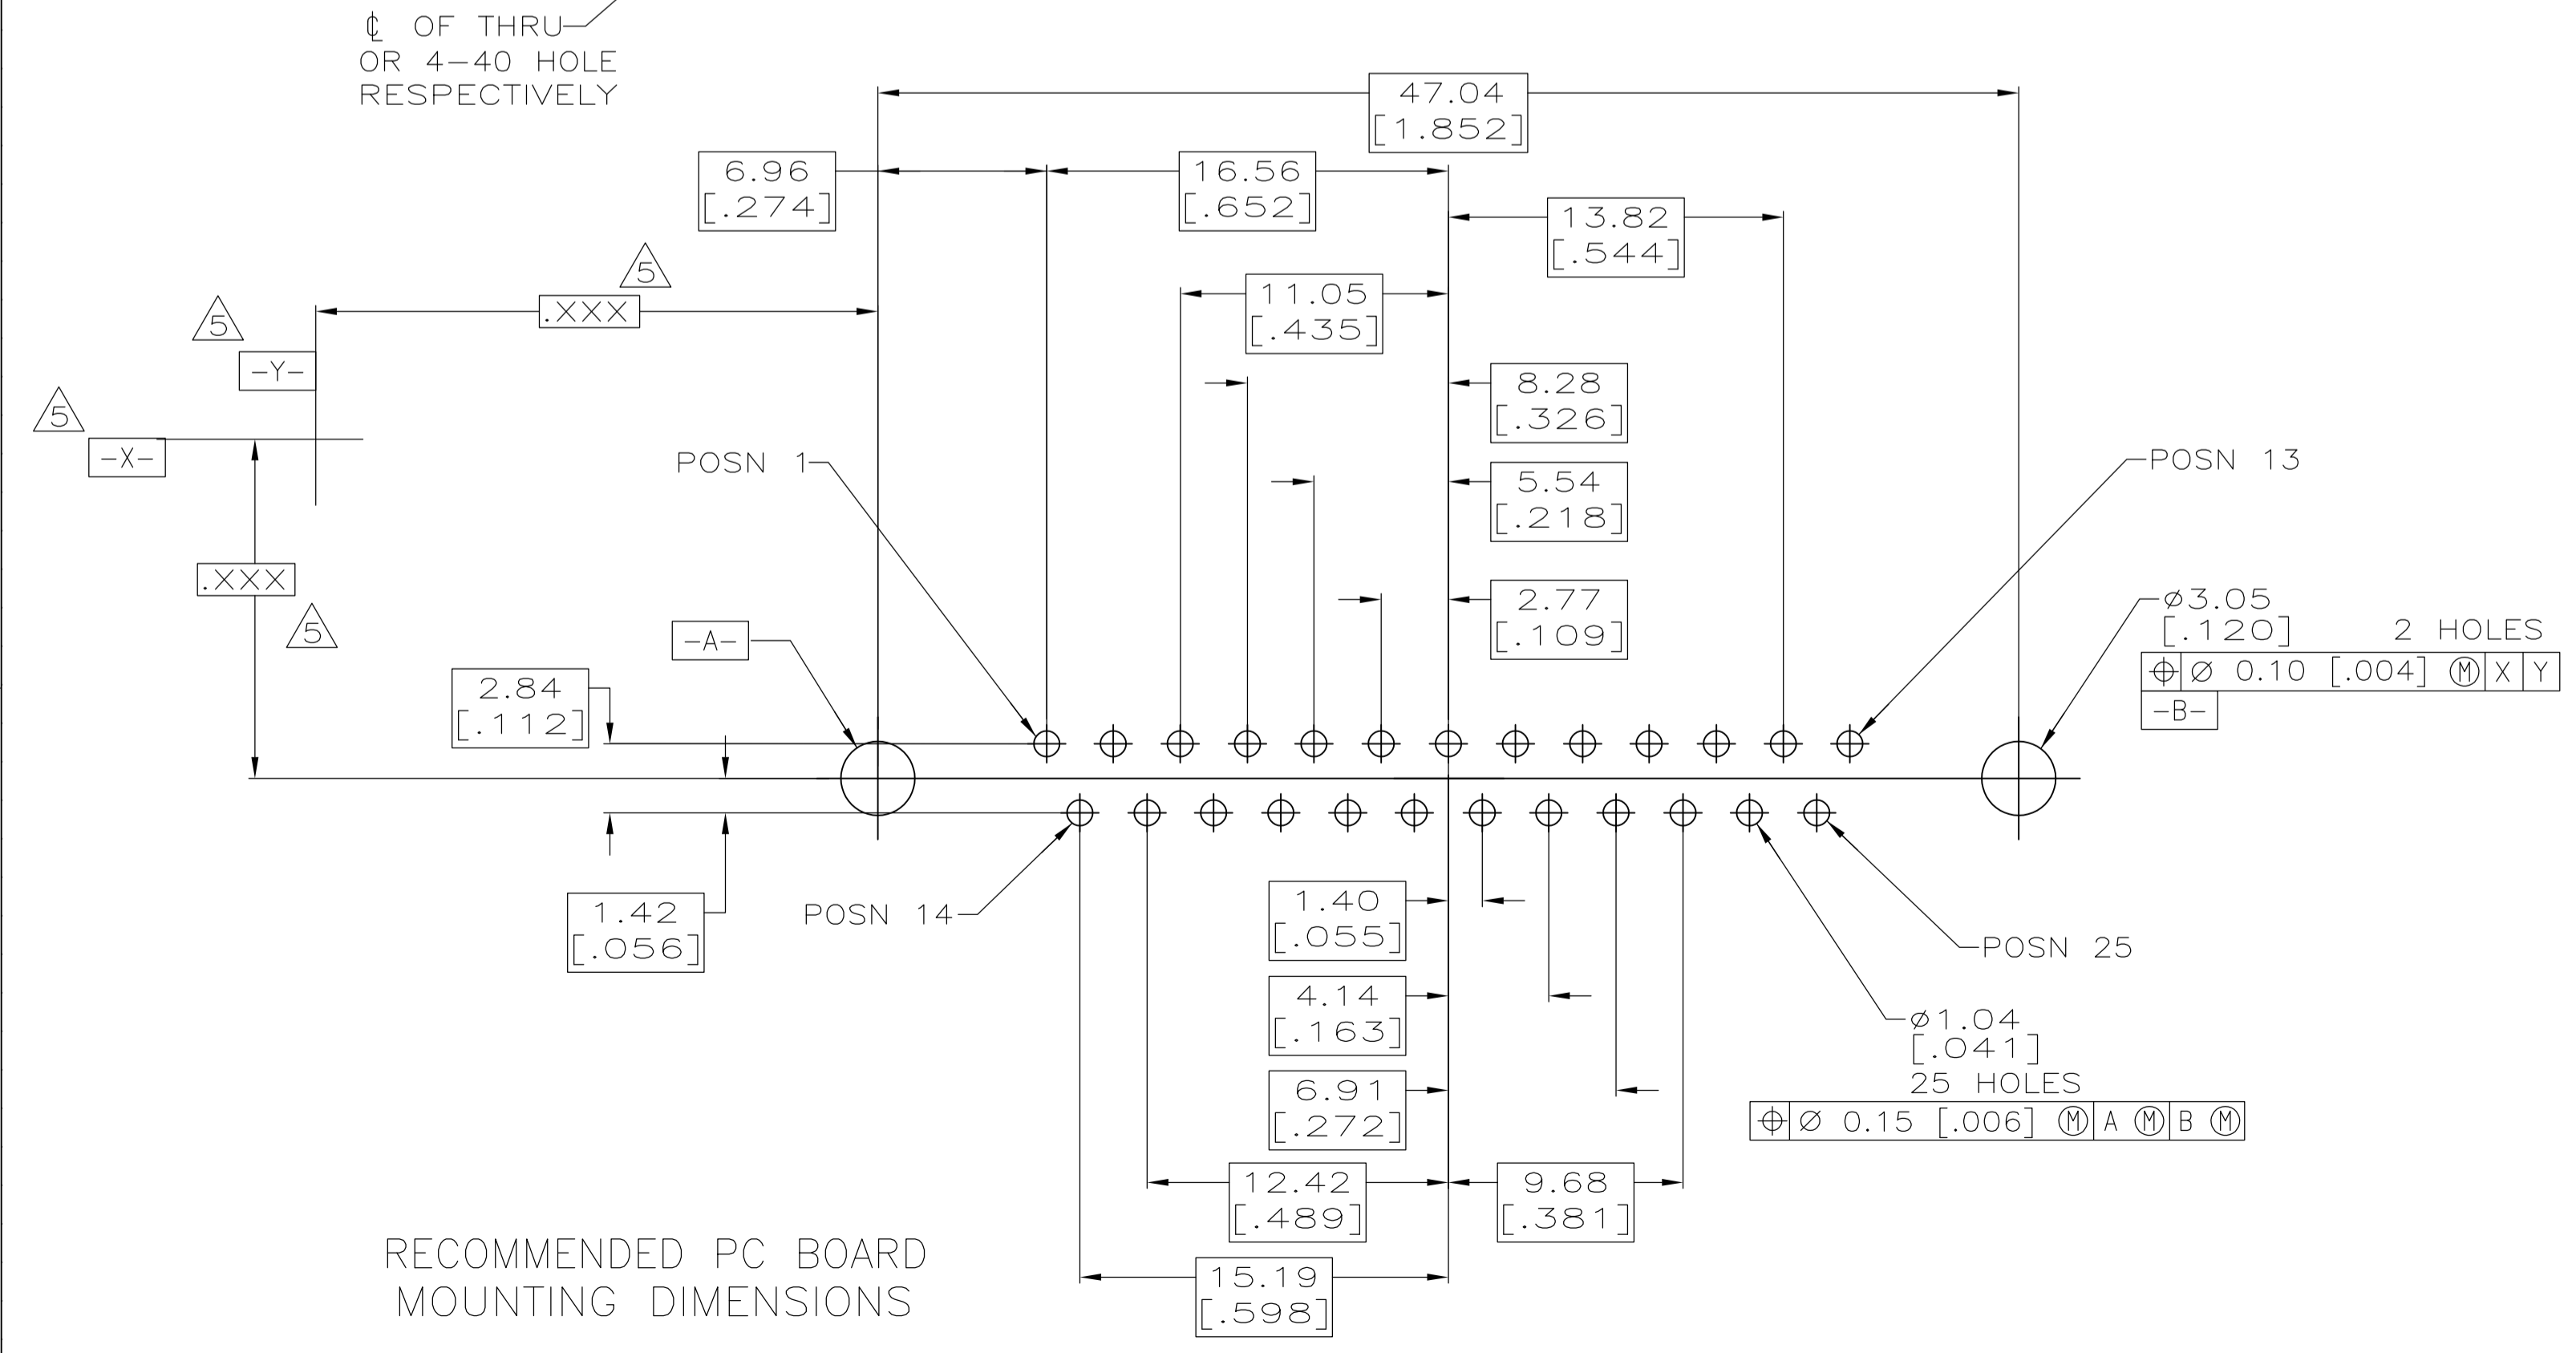 ℄ OF THRU
OR 4-40 HOLE
RESPECTIVELY
47.04
[1.852]
6.96
[.274]
16.56
[.652]
13.82
[.544]
11.05
[.435]
5
.XXX
5
-Y-
5
-X-
8.28
[.326]
5.54
[.218]
2.77
[.109]
POSN 1
POSN 13
.XXX
5
-A-
2.84
[.112]
⌀3.05
[.120] 2 HOLES
⌖ ⌀ 0.10 [.004] Ⓜ X Y
-B-
1.42
[.056]
POSN 14
1.40
[.055]
4.14
[.163]
6.91
[.272]
POSN 25
⌀1.04
[.041]
25 HOLES
⌖ ⌀ 0.15 [.006] Ⓜ A Ⓜ B Ⓜ
12.42
[.489]
9.68
[.381]
15.19
[.598]
RECOMMENDED PC BOARD
MOUNTING DIMENSIONS